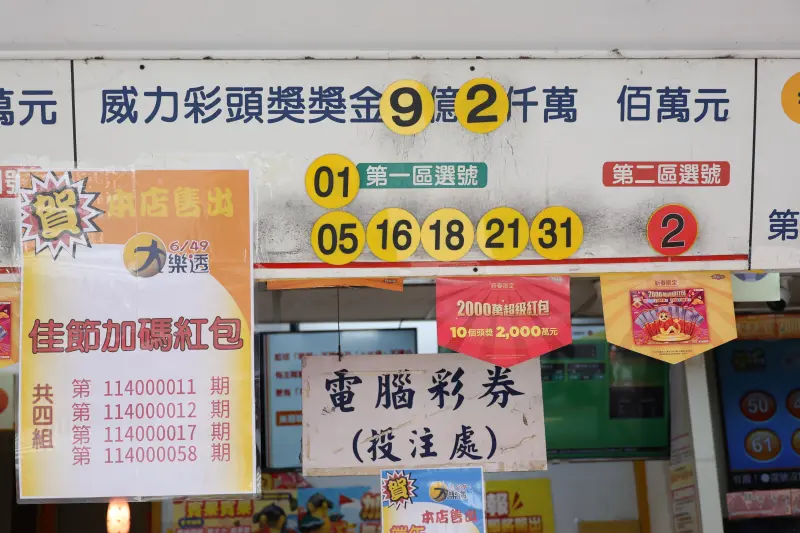 萬元
威力彩頭獎獎金9億2仟萬 佰萬元
01 第一區選號
第二區選號
05 16 18 21 31
2
第
賀 本店售出
6/49
大樂透
佳節加碼紅包
共四組
第 114000011 期
第 114000012 期
第 114000017 期
第 114000058 期
2000萬超級紅包
10個頭獎 2,000萬元
電腦彩券
(投注處)
賀
本店售出
50
61